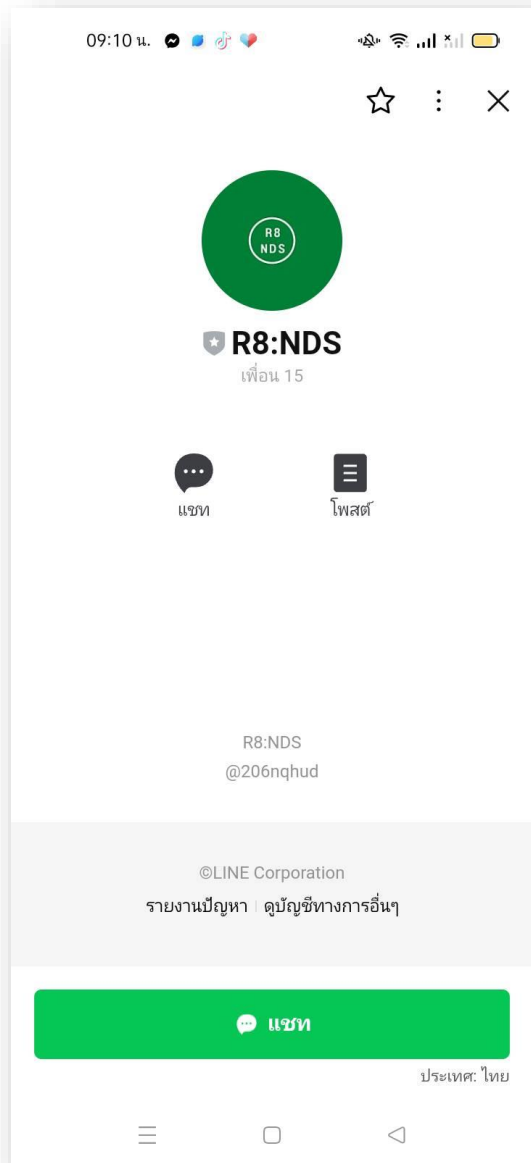 09:10 น.
R8
NDS
R8:NDS
เพื่อน 15
แชท
โพสต์
R8:NDS
@206nqhud
©LINE Corporation
รายงานปัญหา | ดูบัญชีทางการอื่นๆ
แชท
ประเทศ: ไทย